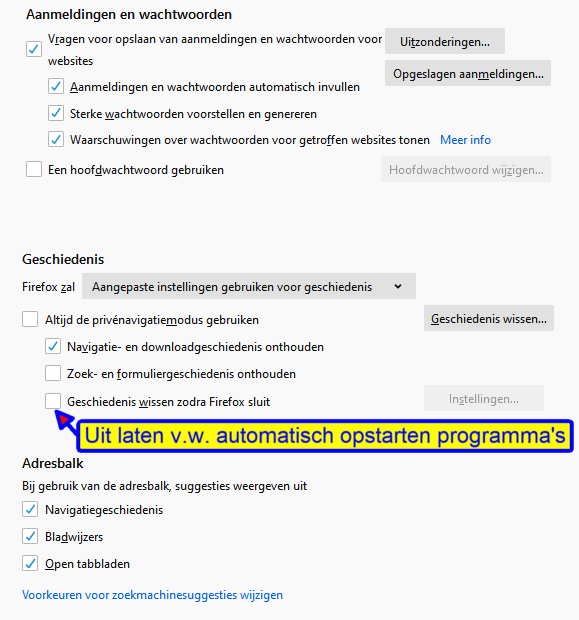 Aanmeldingen en wachtwoorden
Vragen voor opslaan van aanmeldingen en wachtwoorden voor
websites
Uitzonderingen...
Opgeslagen aanmeldingen...
Aanmeldingen en wachtwoorden automatisch invullen
Sterke wachtwoorden voorstellen en genereren
Waarschuwingen over wachtwoorden voor getroffen websites tonen Meer info
Een hoofdwachtwoord gebruiken
Hoofdwachtwoord wijzigen...
Geschiedenis
Firefox zal Aangepaste instellingen gebruiken voor geschiedenis
Altijd de privénavigatiemodus gebruiken
Geschiedenis wissen...
Navigatie- en downloadgeschiedenis onthouden
Zoek- en formuliergeschiedenis onthouden
Geschiedenis wissen zodra Firefox sluit
Instellingen...
Uit laten v.w. automatisch opstarten programma's
Adresbalk
Bij gebruik van de adresbalk, suggesties weergeven uit
Navigatiegeschiedenis
Bladwijzers
Open tabbladen
Voorkeuren voor zoekmachinesuggesties wijzigen